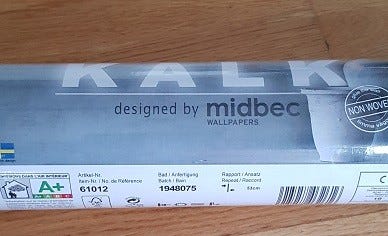 KALK
designed by midbec
WALLPAPERS
NON WOVEN
A+
Artikel-Nr.
Item-Nr. / No. de Référence
61012
Bad / Anfertigung
Batch / Bain
1948075
Rapport / Ansatz
Repeat / Raccord
53cm